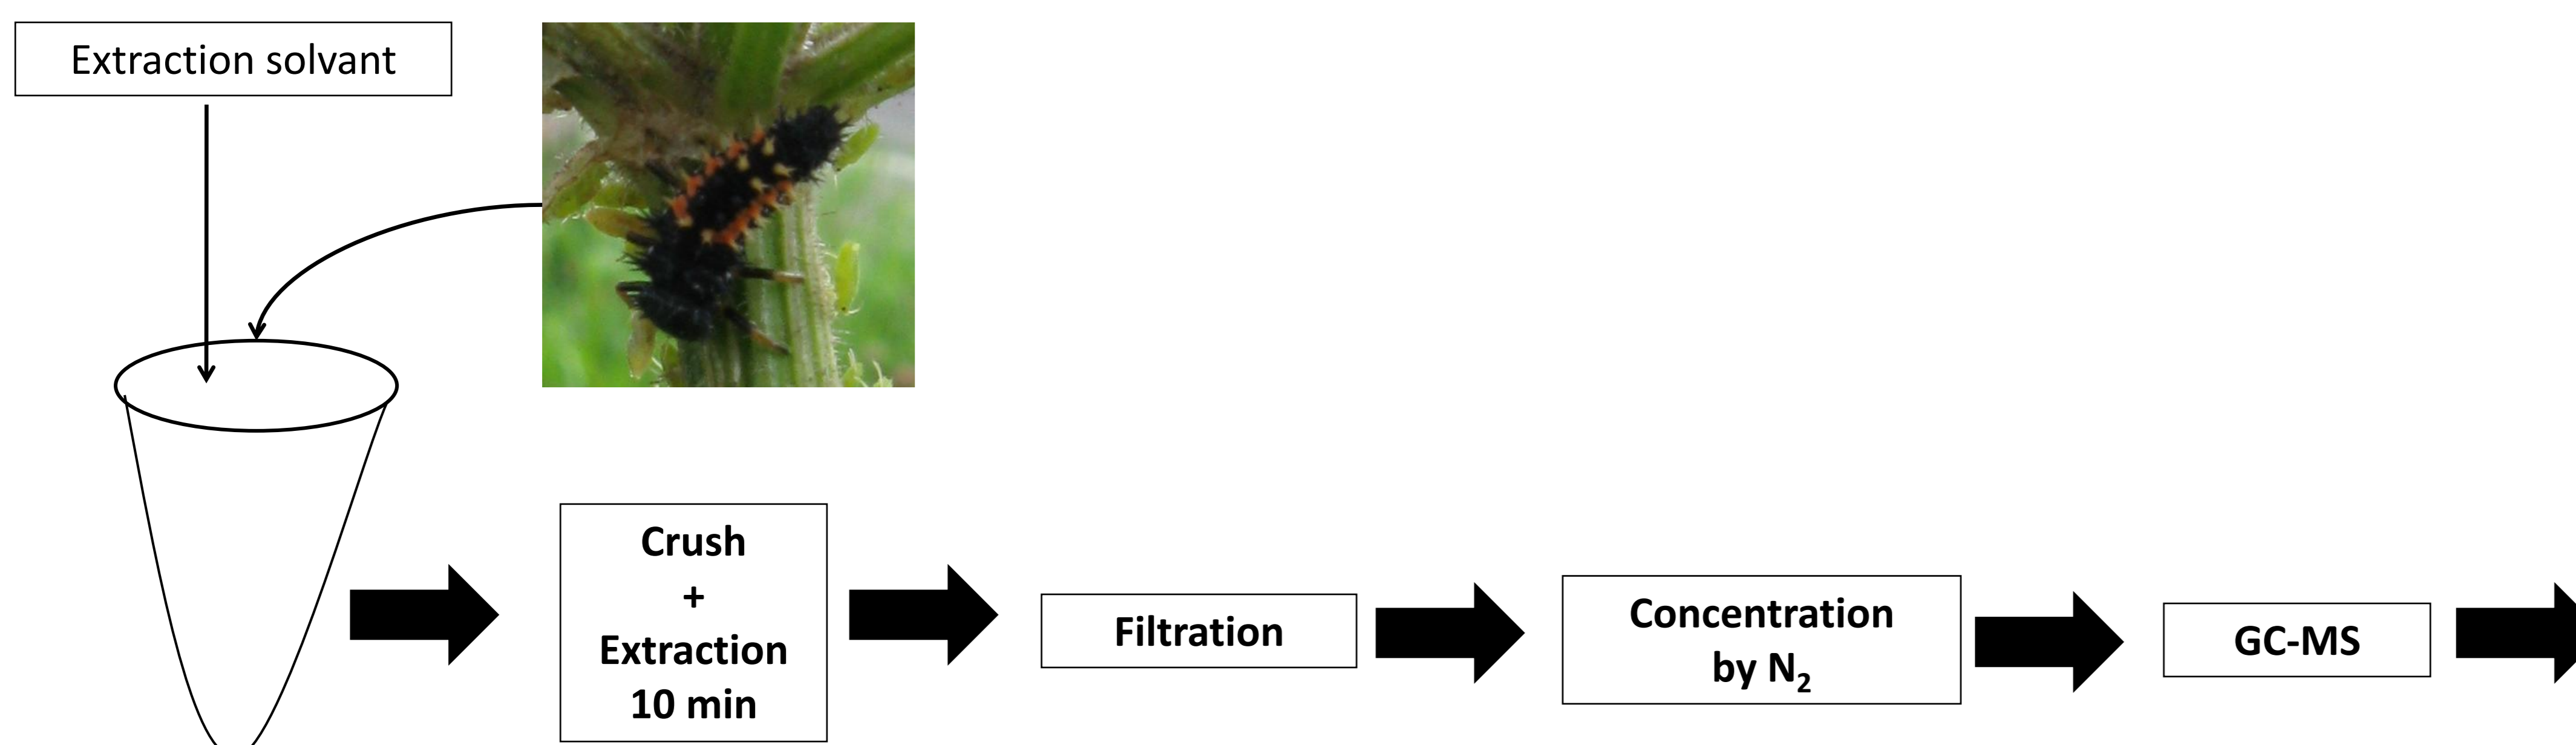 Extraction solvant
Crush
+
Extraction
10 min
Filtration
Concentration
by N₂
GC-MS